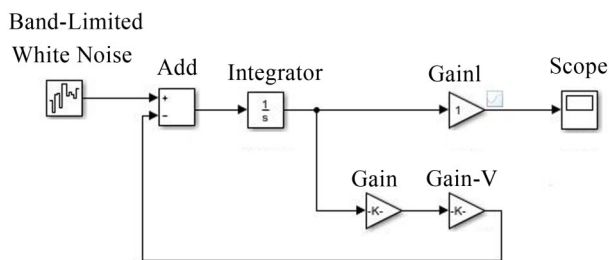 Band-Limited
White Noise
Add
Integrator
Gain1
Scope
+
−
1
s
1
Gain
Gain-V
-K-
-K-